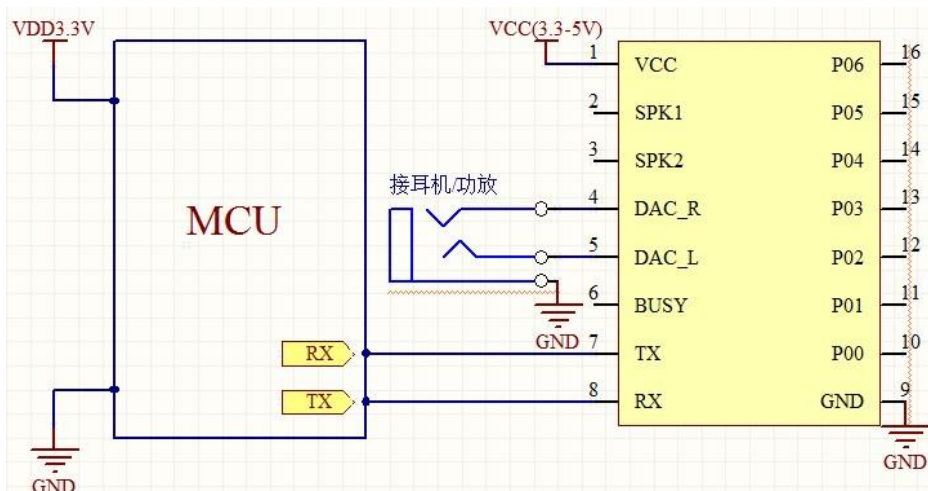 VDD3.3V
VCC(3.3-5V)
MCU
RX
TX
GND
接耳机/功放
GND
1
2
3
4
5
6
7
8
VCC
SPK1
SPK2
DAC_R
DAC_L
BUSY
TX
RX
P06
P05
P04
P03
P02
P01
P00
GND
16
15
14
13
12
11
10
9
GND